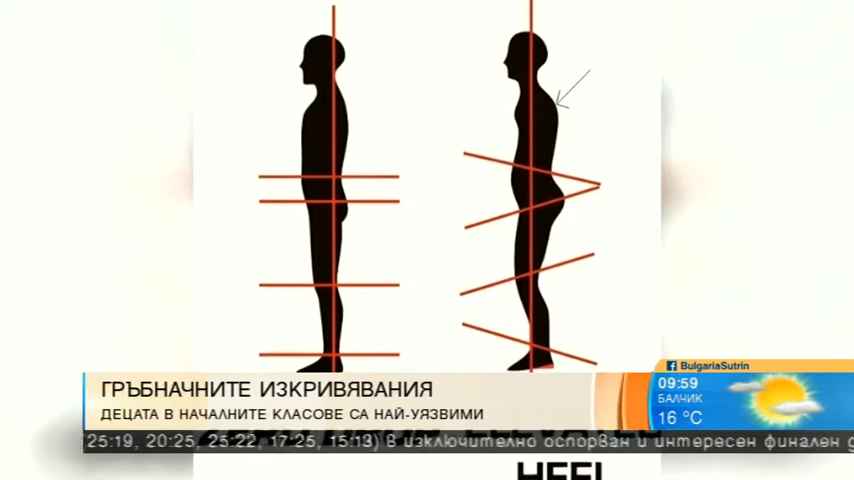 BulgariaSutrin
ГРЪБНАЧНИТЕ ИЗКРИВЯВАНИЯ
ДЕЦАТА В НАЧАЛНИТЕ КЛАСОВЕ СА НАЙ-УЯЗВИМИ
09:59
БАЛЧИК
16 °C
25:19, 20:25, 25:22, 17:25, 15:13) в изключително оспорван и интересен финален
HEEL